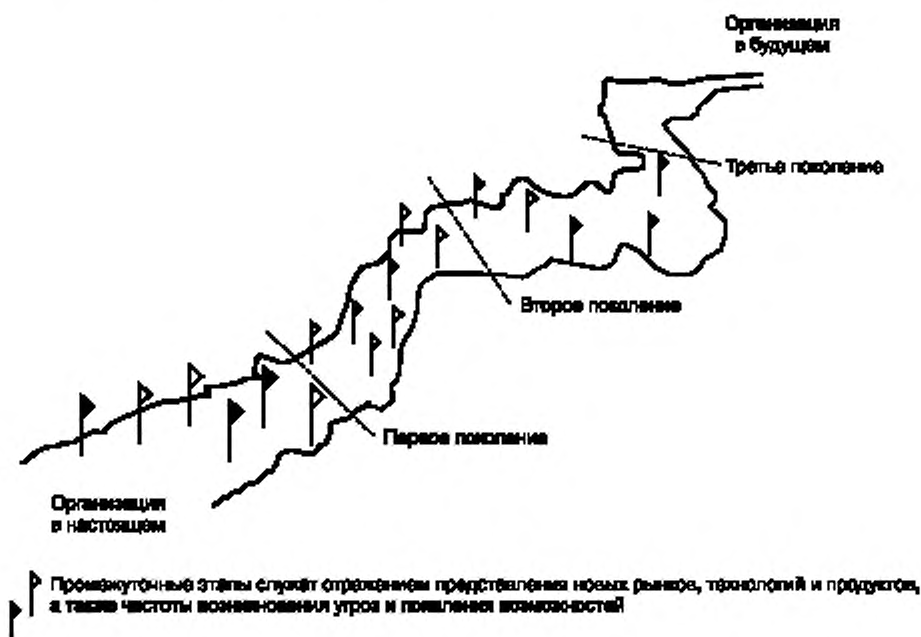 Организация
в будущем
Третье поколение
Второе поколение
Первое поколение
Организация
в настоящем
Промежуточные этапы служат отражением представления новых рынков, технологий и продуктов,
а также частоты возникновения угроз и появления возможностей